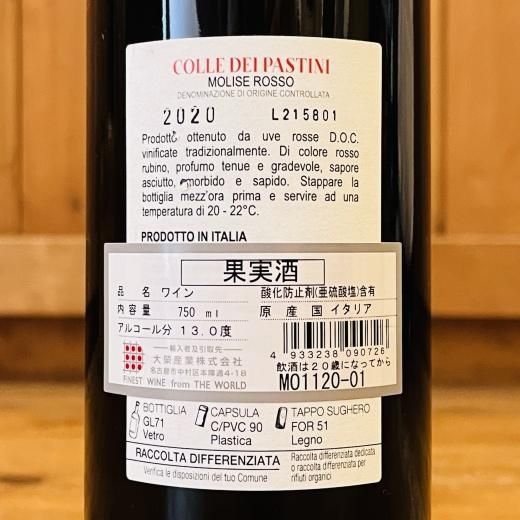 COLLE DEI PASTINI
MOLISE ROSSO
DENOMINAZIONE DI ORIGINE CONTROLLATA
2020 L215801
Prodotto ottenuto da uve rosse D.O.C.
vinificate tradizionalmente. Di colore rosso
rubino, profumo tenue e gradevole, sapore
asciutto, morbido e sapido. Stappare la
bottiglia mezz'ora prima e servire ad una
temperatura di 20 - 22°C.
PRODOTTO IN ITALIA
果実酒
品名 ワイン 酸化防止剤(亜硫酸塩)含有
内容量 750 ml 原産国 イタリア
アルコール分 13.0度
輸入者及引取先
大榮産業株式会社
名古屋市中村区本陣通4-18
FINEST WINE from THE WORLD
4 933238 090726
飲酒は20歳になってから
M01120-01
BOTTIGLIA
GL71
Vetro
CAPSULA
C/PVC 90
Plastica
TAPPO SUGHERO
FOR 51
Legno
RACCOLTA DIFFERENZIATA
Verifica le disposizioni del tuo Comune
Raccolta differenziata dedicata
o raccolta differenziata per
rifiuti organici